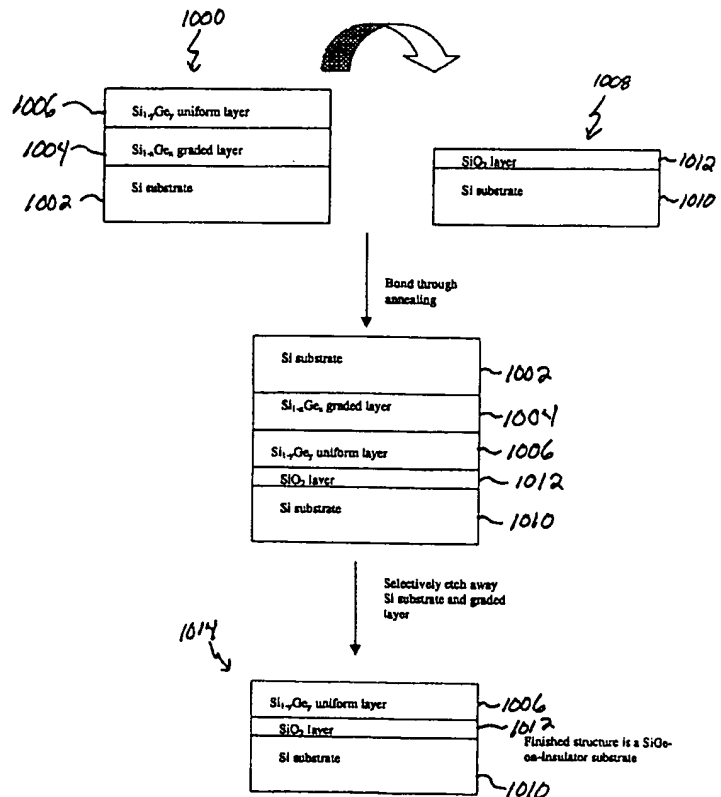 1000
1006
Si₁₋yGey uniform layer
1004
Si₁₋xGex graded layer
1002
Si substrate
1008
SiO₂ layer
1012
Si substrate
1010
Bond through
annealing
Si substrate
1002
Si₁₋xGex graded layer
1004
Si₁₋yGey uniform layer
1006
SiO₂ layer
1012
Si substrate
1010
Selectively etch away
Si substrate and graded
layer
1014
Si₁₋yGey uniform layer
1006
SiO₂ layer
1012
Si substrate
1010
Finished structure is a SiGe-
on-insulator substrate